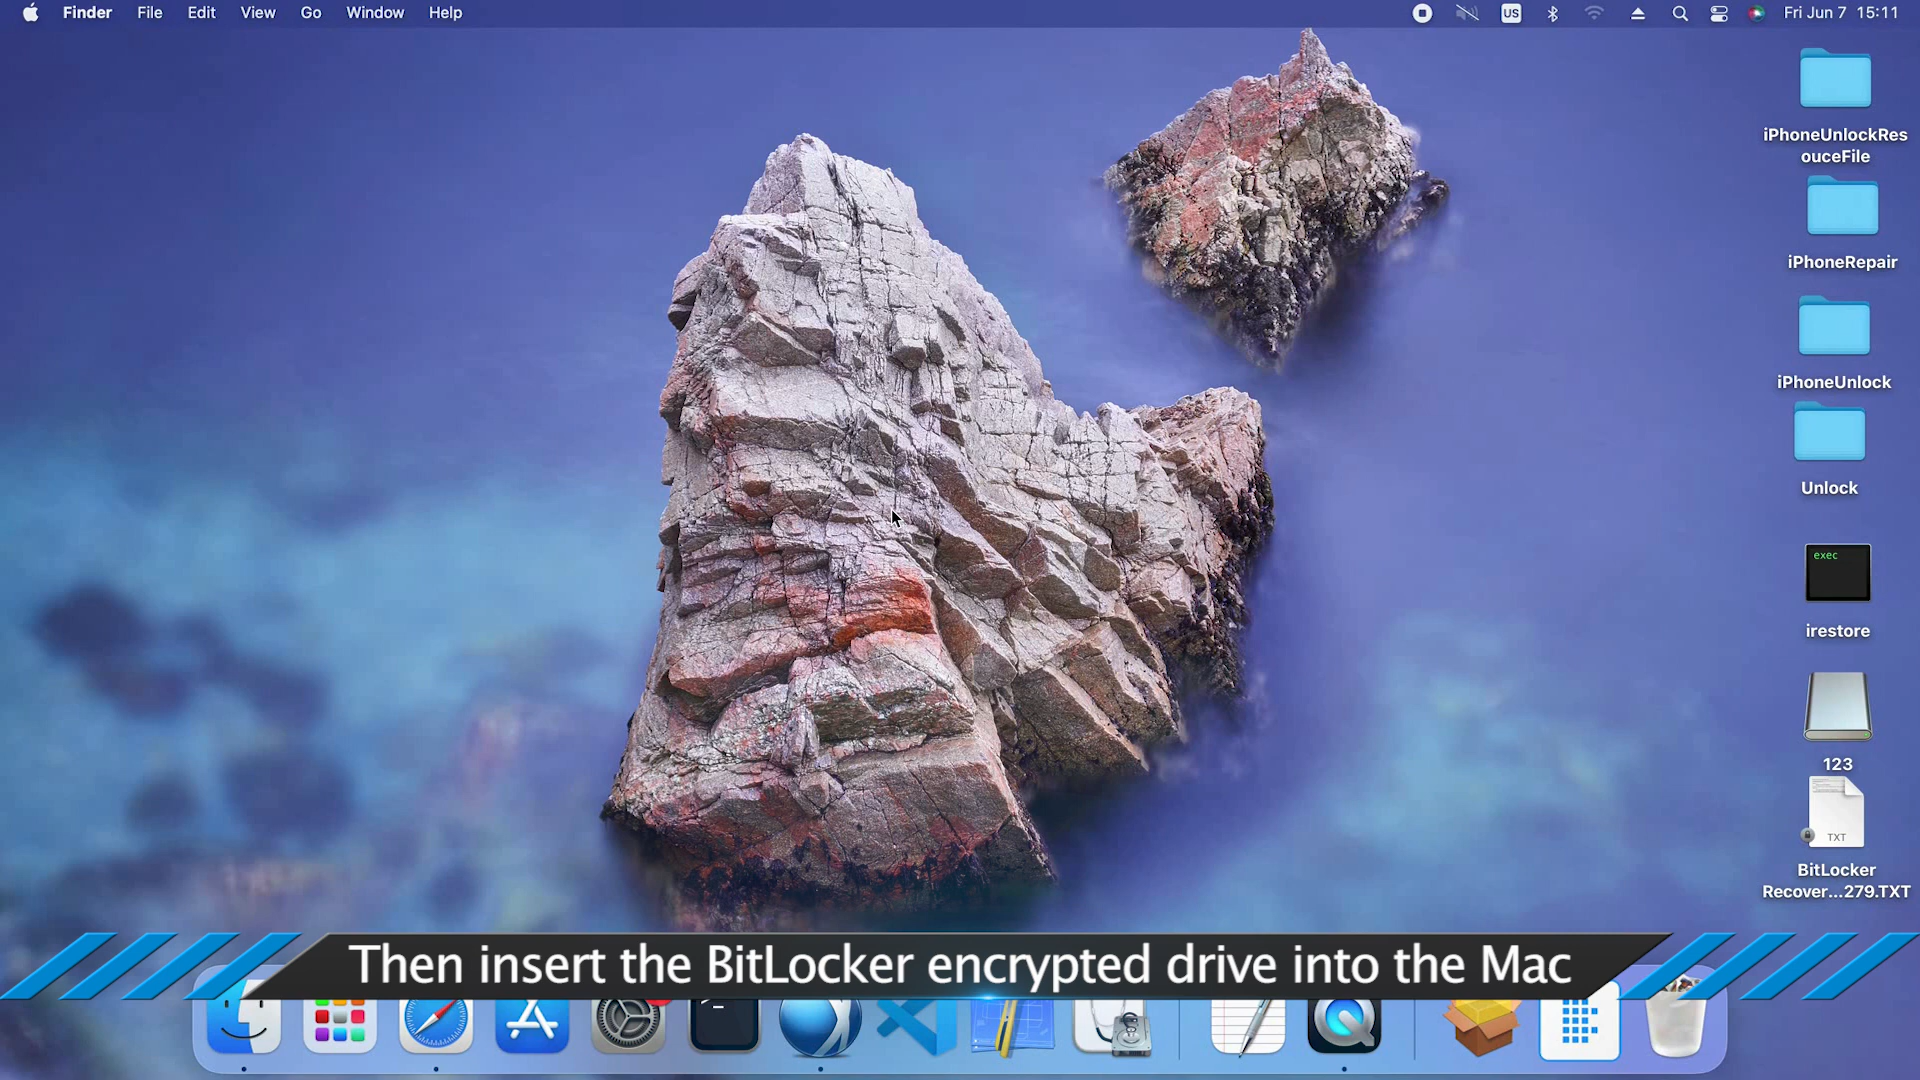 Finder File Edit View Go Window Help
US
Fri Jun 7 15:11
iPhoneUnlockRes
ouceFile
iPhoneRepair
iPhoneUnlock
Unlock
exec
irestore
123
TXT
BitLocker
Recover...279.TXT
Then insert the BitLocker encrypted drive into the Mac